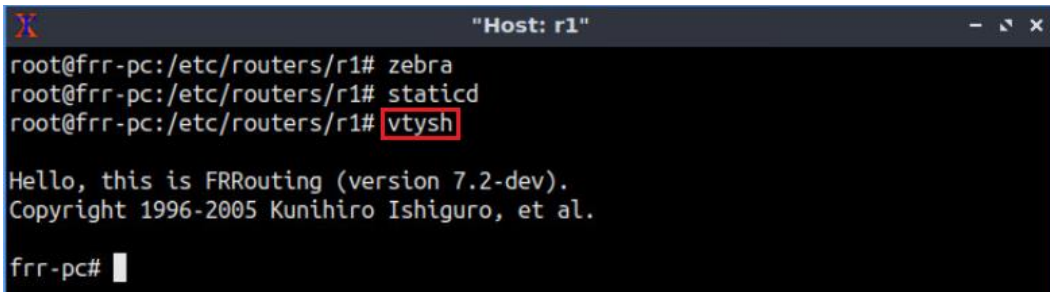 "Host: r1"
root@frr-pc:/etc/routers/r1# zebra
root@frr-pc:/etc/routers/r1# staticd
root@frr-pc:/etc/routers/r1# vtysh
Hello, this is FRRouting (version 7.2-dev).
Copyright 1996-2005 Kunihiro Ishiguro, et al.
frr-pc#